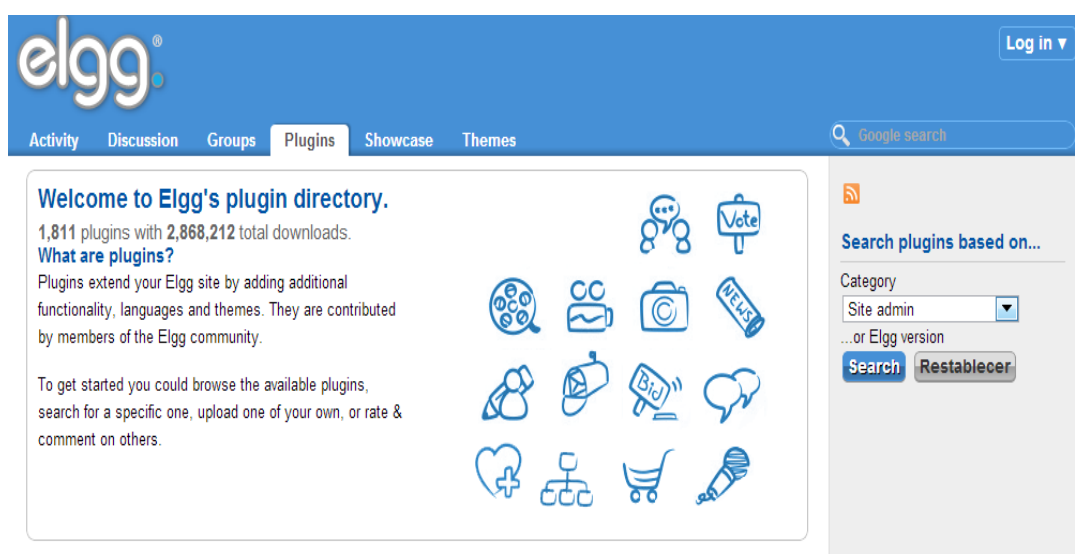 elgg®
Log in ▼
Activity Discussion Groups Plugins Showcase Themes
Google search
Welcome to Elgg's plugin directory.
1,811 plugins with 2,868,212 total downloads.
What are plugins?
Plugins extend your Elgg site by adding additional
functionality, languages and themes. They are contributed
by members of the Elgg community.
To get started you could browse the available plugins,
search for a specific one, upload one of your own, or rate &
comment on others.
Vote
NEWS
Bid
Search plugins based on...
Category
Site admin
...or Elgg version
Search Restablecer